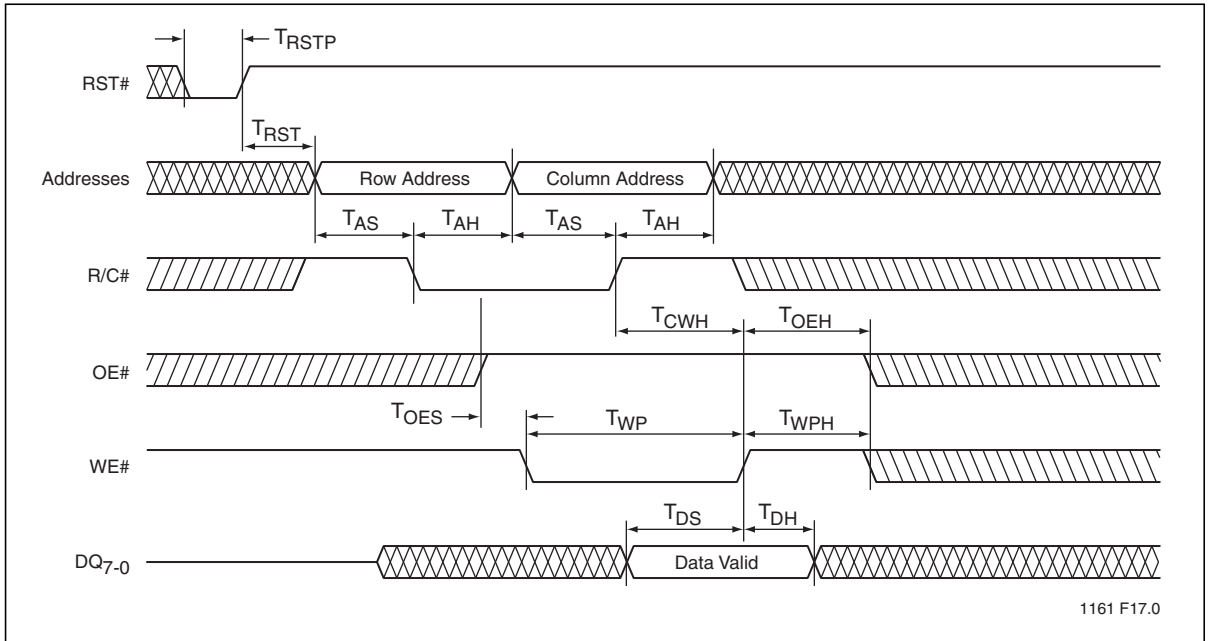 TRSTP
RST#
TRST
Addresses
Row Address
Column Address
TAS
TAH
TAS
TAH
R/C#
TCWH
TOEH
OE#
TOES
TWP
TWPH
WE#
TDS
TDH
DQ7-0
Data Valid
1161 F17.0